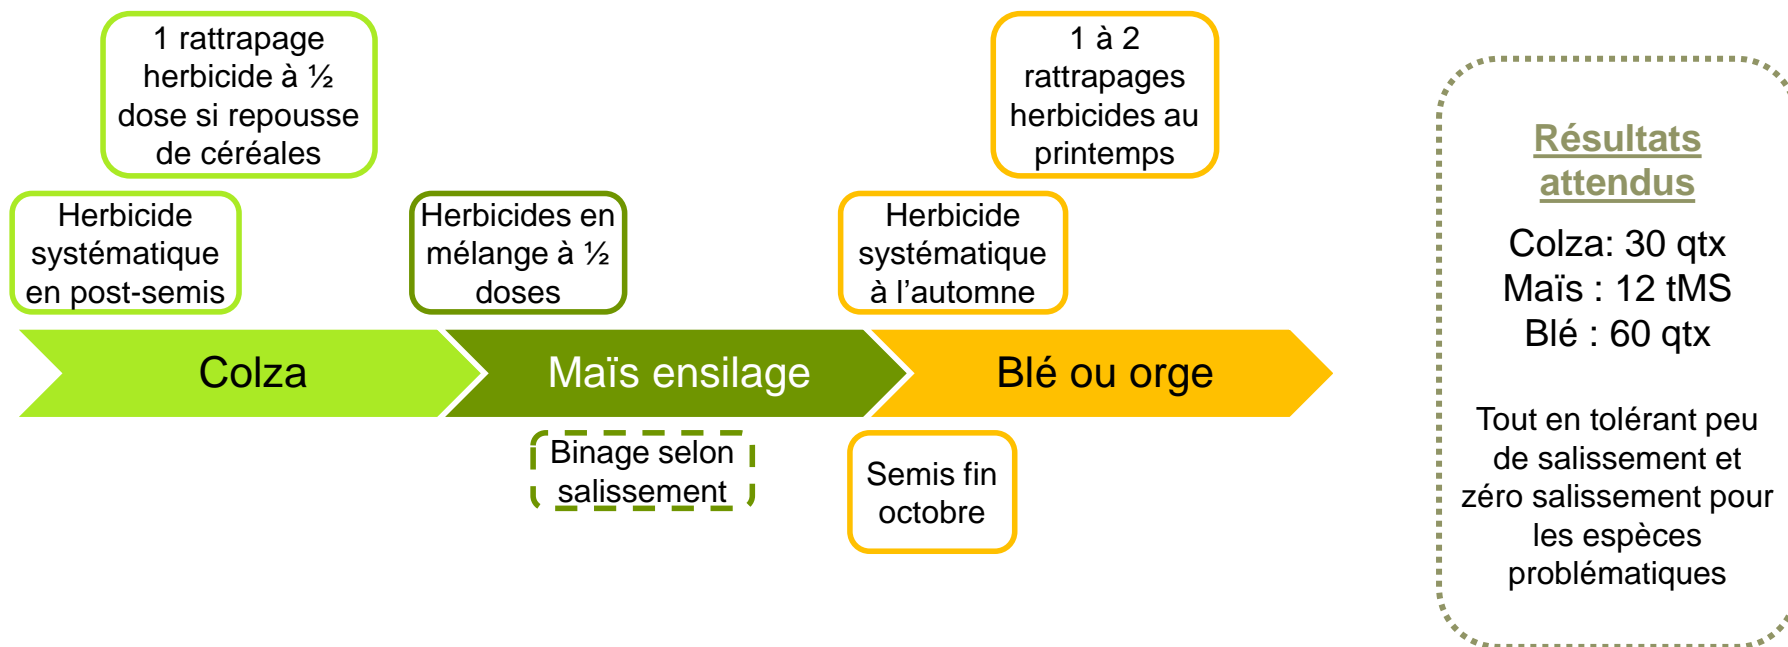 1 rattrapage
herbicide à ½
dose si repousse
de céréales
1 à 2
rattrapages
herbicides au
printemps
Herbicide
systématique
en post-semis
Herbicides en
mélange à ½
doses
Herbicide
systématique
à l’automne
Colza
Maïs ensilage
Blé ou orge
Binage selon
salissement
Semis fin
octobre
Résultats
attendus
Colza: 30 qtx
Maïs : 12 tMS
Blé : 60 qtx
Tout en tolérant peu
de salissement et
zéro salissement pour
les espèces
problématiques